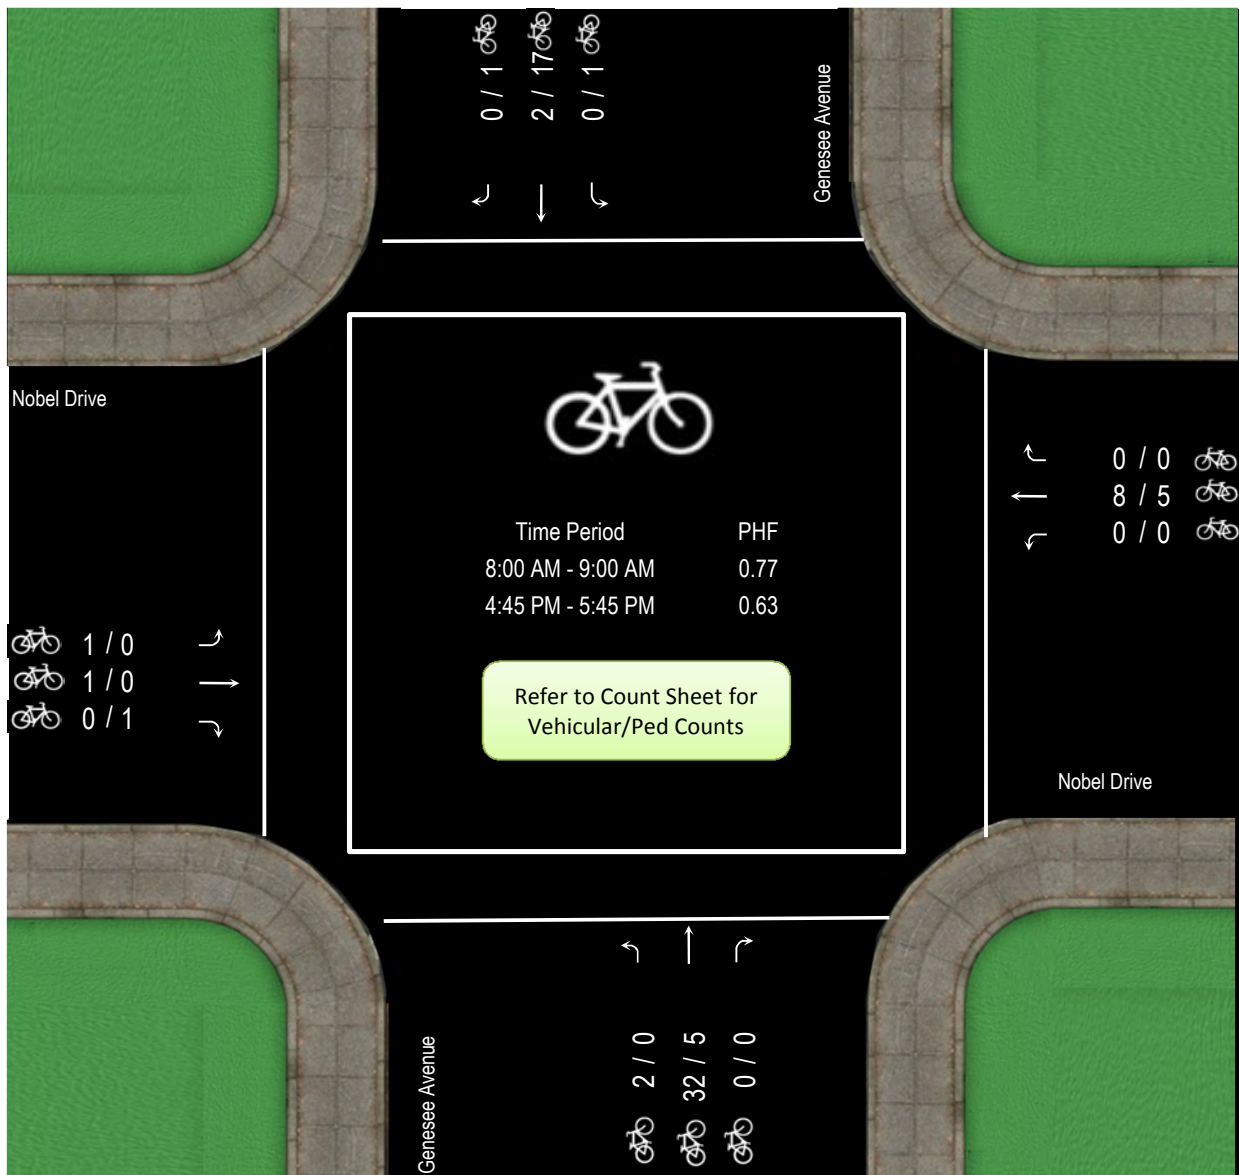 0 / 1
2 / 17
0 / 1
Genesee Avenue
Nobel Drive
0 / 0
8 / 5
0 / 0
Time Period PHF
8:00 AM - 9:00 AM 0.77
4:45 PM - 5:45 PM 0.63
1 / 0
1 / 0
0 / 1
Refer to Count Sheet for
Vehicular/Ped Counts
Nobel Drive
Genesee Avenue
2 / 0
32 / 5
0 / 0